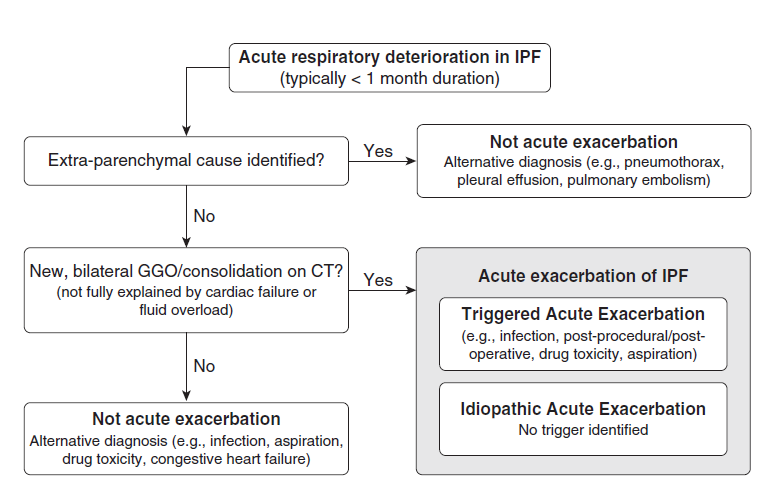 Acute respiratory deterioration in IPF
(typically < 1 month duration)
Extra-parenchymal cause identified?
Yes
Not acute exacerbation
Alternative diagnosis (e.g., pneumothorax,
pleural effusion, pulmonary embolism)
No
New, bilateral GGO/consolidation on CT?
(not fully explained by cardiac failure or
fluid overload)
Yes
Acute exacerbation of IPF
Triggered Acute Exacerbation
(e.g., infection, post-procedural/post-
operative, drug toxicity, aspiration)
Idiopathic Acute Exacerbation
No trigger identified
No
Not acute exacerbation
Alternative diagnosis (e.g., infection, aspiration,
drug toxicity, congestive heart failure)